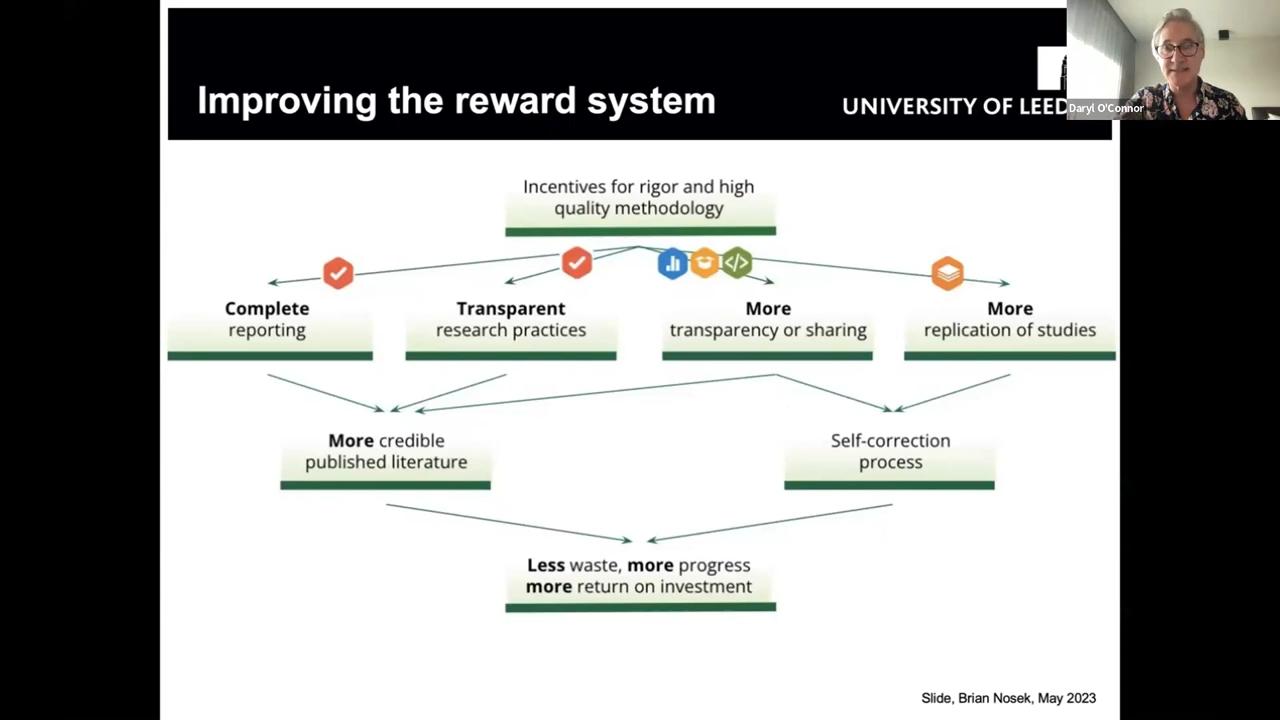 Improving the reward system
UNIVERSITY OF LEED
Daryl O'Connor
Incentives for rigor and high
quality methodology
Complete
reporting
Transparent
research practices
More
transparency or sharing
More
replication of studies
More credible
published literature
Self-correction
process
Less waste, more progress
more return on investment
Slide, Brian Nosek, May 2023